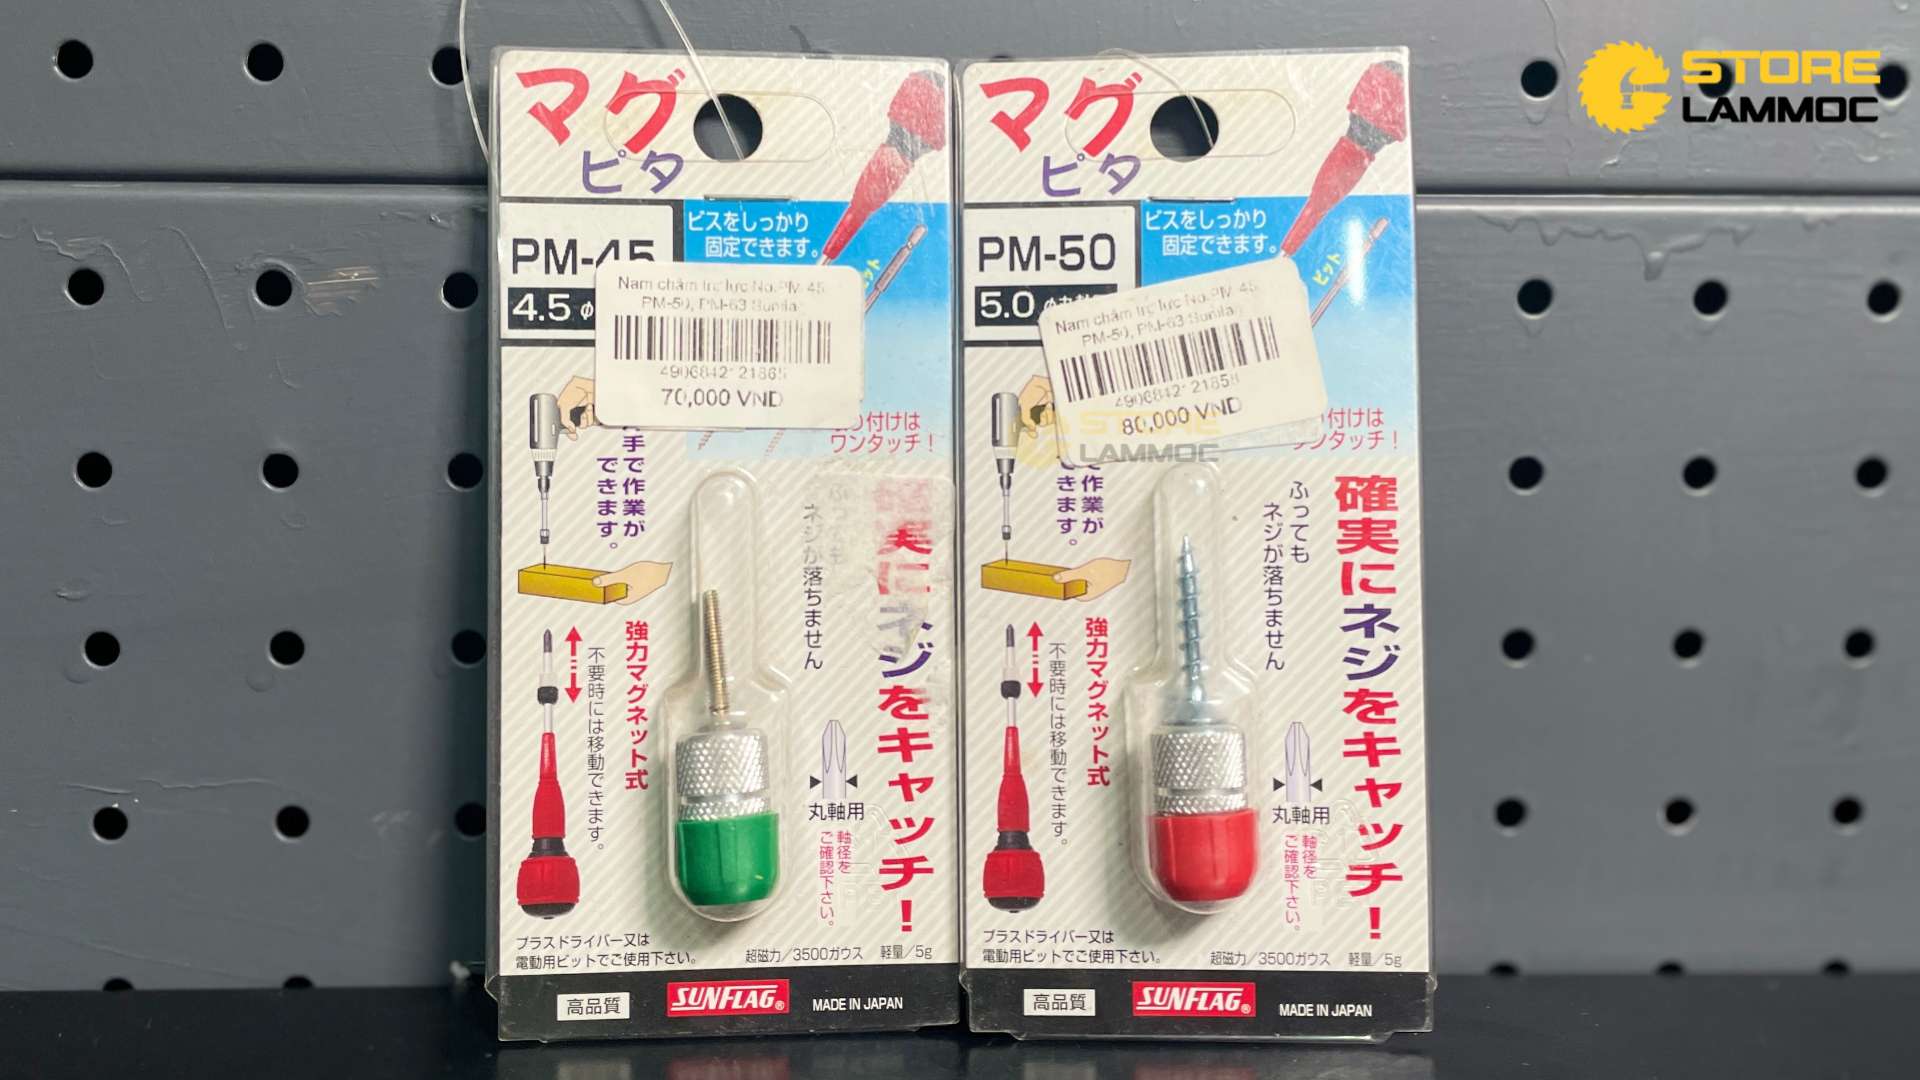 STORE
LAMMOC
マグ
ピタ
ビスをしっかり
固定できます。
PM-45
4.5 φ
Nam châm trợ lực No.PM-45,
PM-50, PM-63 Sunflag
70,000 VND
付けは
ワンタッチ！
手で作業が
できます。
ネジが落ちません
実にネジをキャッチ！
強力マグネット式
不要時には移動できます。
丸軸用
軸径を
ご確認下さい。
プラスドライバー又は
電動用ビットでご使用下さい。
超磁力／3500ガウス 軽量／5g
高品質
SUNFLAG®
MADE IN JAPAN
マグ
ピタ
ビスをしっかり
固定できます。
ビット
PM-50
5.0
Nam châm trợ lực No.PM-45,
PM-50, PM-63 Sunflag
80,000 VND
STORE
LAMMOC
付けは
ワンタッチ！
で作業が
きます。
ふっても
ネジが落ちません
確実にネジをキャッチ！
強力マグネット式
不要時には移動できます。
丸軸用
軸径を
ご確認下さい。
プラスドライバー又は
電動用ビットでご使用下さい。
超磁力／3500ガウス 軽量／5g
高品質
SUNFLAG®
MADE IN JAPAN